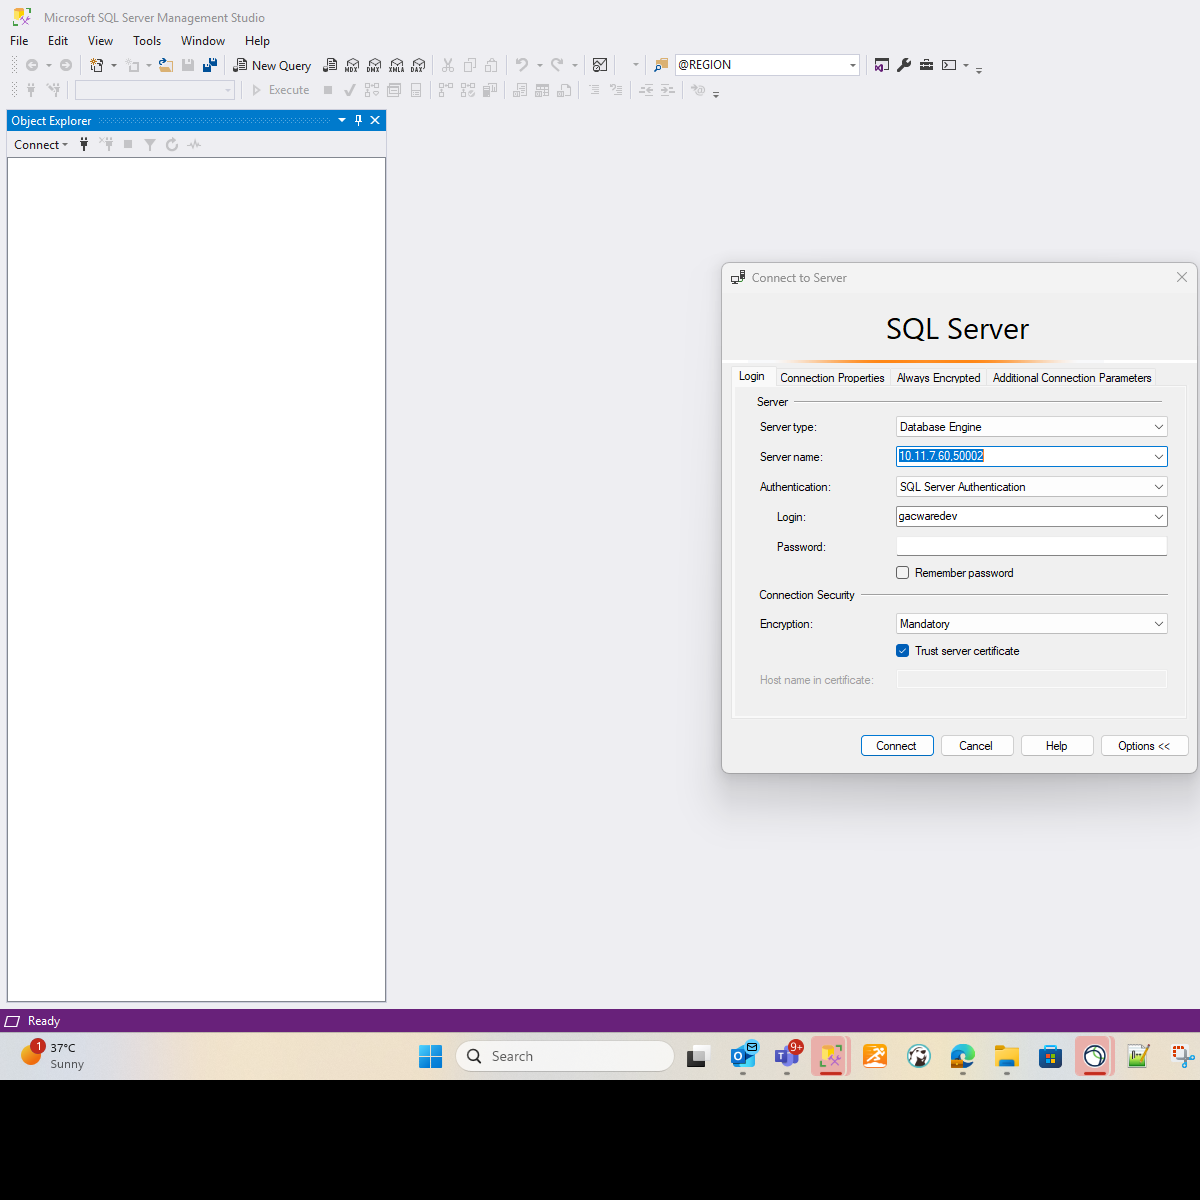 Microsoft SQL Server Management Studio
File Edit View Tools Window Help
New Query MDX DMX XMLA DAX @REGION
Execute
Object Explorer
Connect
Connect to Server
SQL Server
Login Connection Properties Always Encrypted Additional Connection Parameters
Server
Server type: Database Engine
Server name: 10.11.7.60,50002
Authentication: SQL Server Authentication
Login: gacwaredev
Password:
Remember password
Connection Security
Encryption: Mandatory
Trust server certificate
Host name in certificate:
Connect Cancel Help Options <<
Ready
1 37°C
Sunny
Search
9+